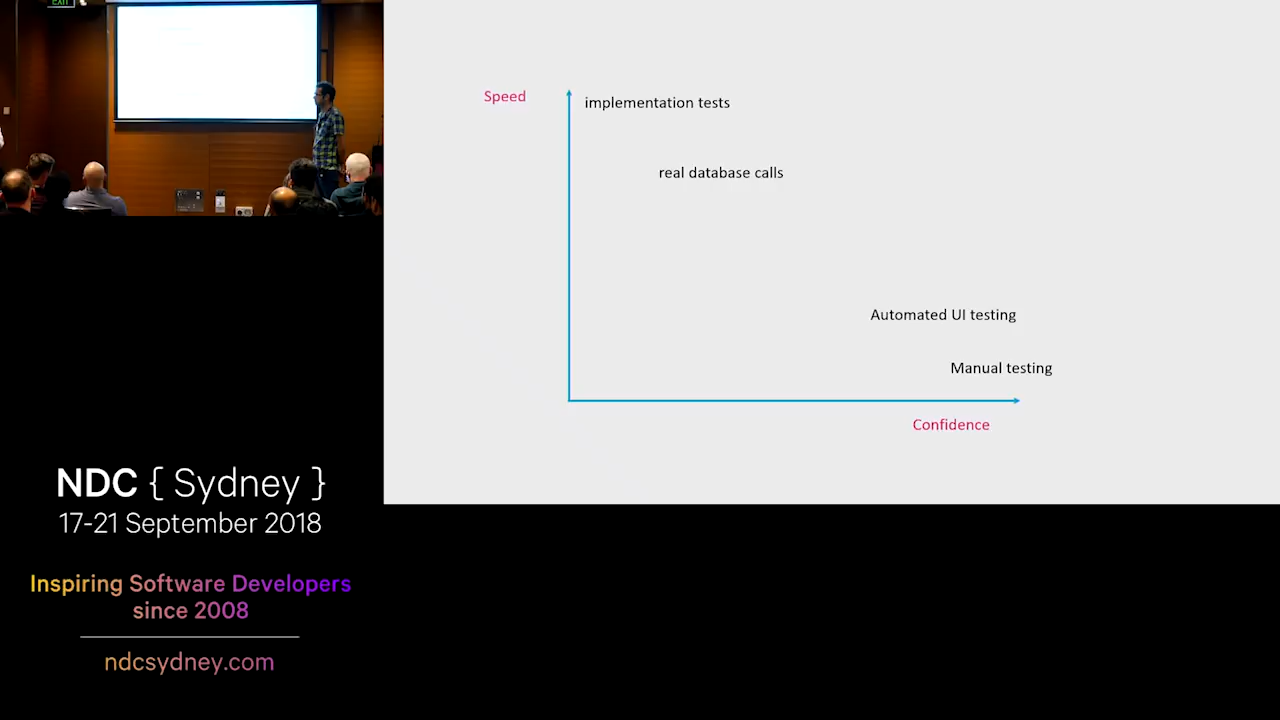 EXIT
Speed
implementation tests
real database calls
Automated UI testing
Manual testing
Confidence
NDC { Sydney }
17-21 September 2018
Inspiring Software Developers
since 2008
ndcsydney.com